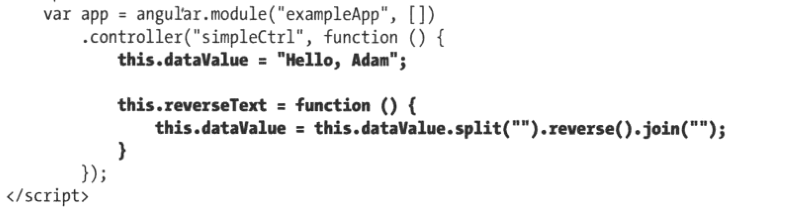 var app = angular.module("exampleApp", [])
.controller("simpleCtrl", function () {
this.dataValue = "Hello, Adam";
this.reverseText = function () {
this.dataValue = this.dataValue.split("").reverse().join("");
}
});
</script>